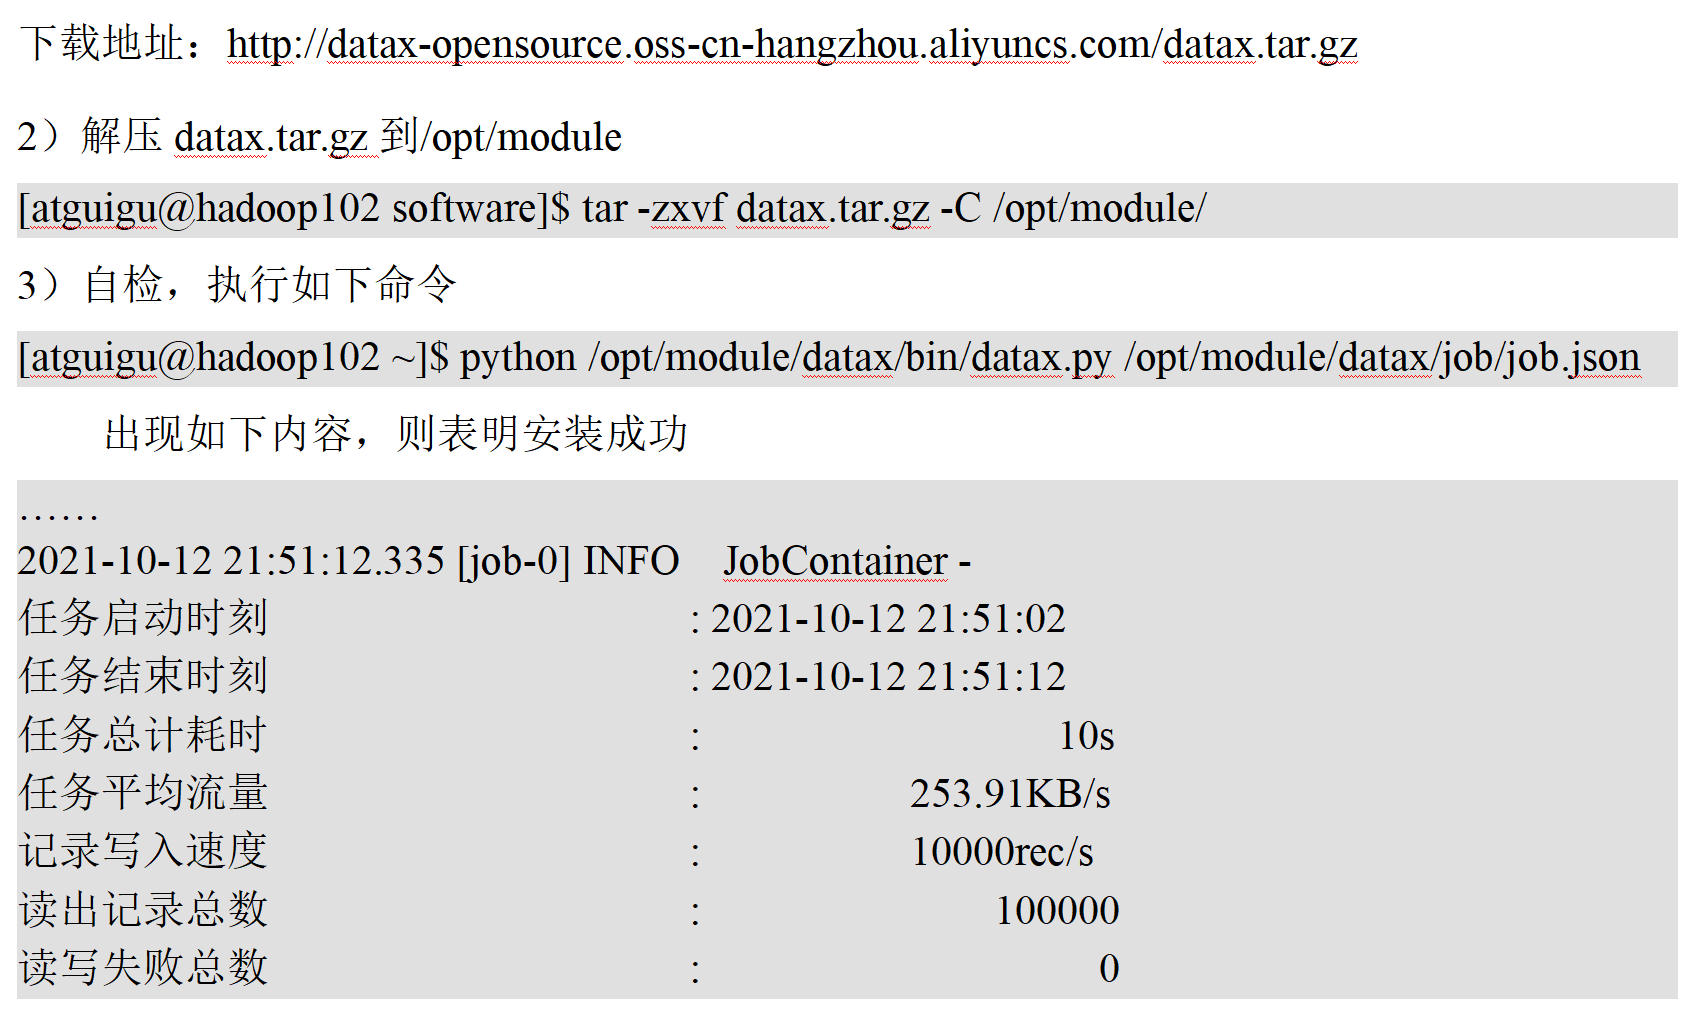 下载地址：http://datax-opensource.oss-cn-hangzhou.aliyuncs.com/datax.tar.gz
2）解压 datax.tar.gz 到/opt/module
[atguigu@hadoop102 software]$ tar -zxvf datax.tar.gz -C /opt/module/
3）自检，执行如下命令
[atguigu@hadoop102 ~]$ python /opt/module/datax/bin/datax.py /opt/module/datax/job/job.json
出现如下内容，则表明安装成功
……
2021-10-12 21:51:12.335 [job-0] INFO  JobContainer -
任务启动时刻 : 2021-10-12 21:51:02
任务结束时刻 : 2021-10-12 21:51:12
任务总计耗时 : 10s
任务平均流量 : 253.91KB/s
记录写入速度 : 10000rec/s
读出记录总数 : 100000
读写失败总数 : 0